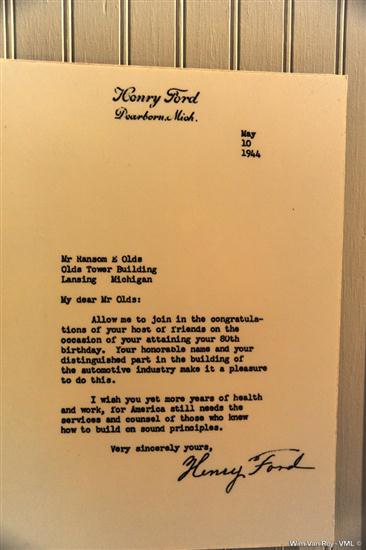 Henry Ford
Dearborn, Mich.
May
10
1944
Mr Ransom E Olds
Olds Tower Building
Lansing Michigan
My dear Mr Olds:
Allow me to join in the congratula-
tions of your host of friends on the
occasion of your attaining your 80th
birthday. Your honorable name and your
distinguished part in the building of
the automotive industry make it a pleasure
to do this.
I wish you yet more years of health
and work, for America still needs the
services and counsel of those who know
how to build on sound principles.
Very sincerely yours,
Henry Ford
Wim Van Roy - VML ©